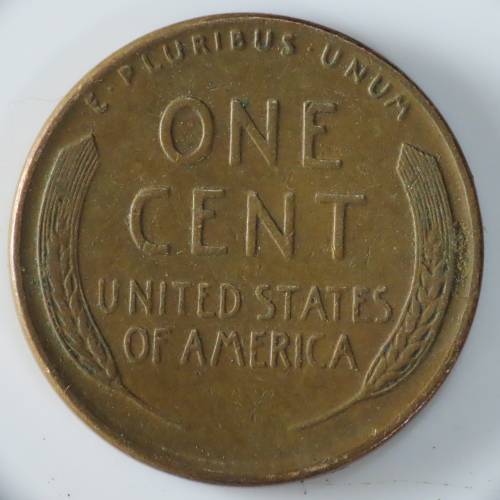 E·PLURIBUS·UNUM
ONE
CENT
UNITED STATES
OF AMERICA